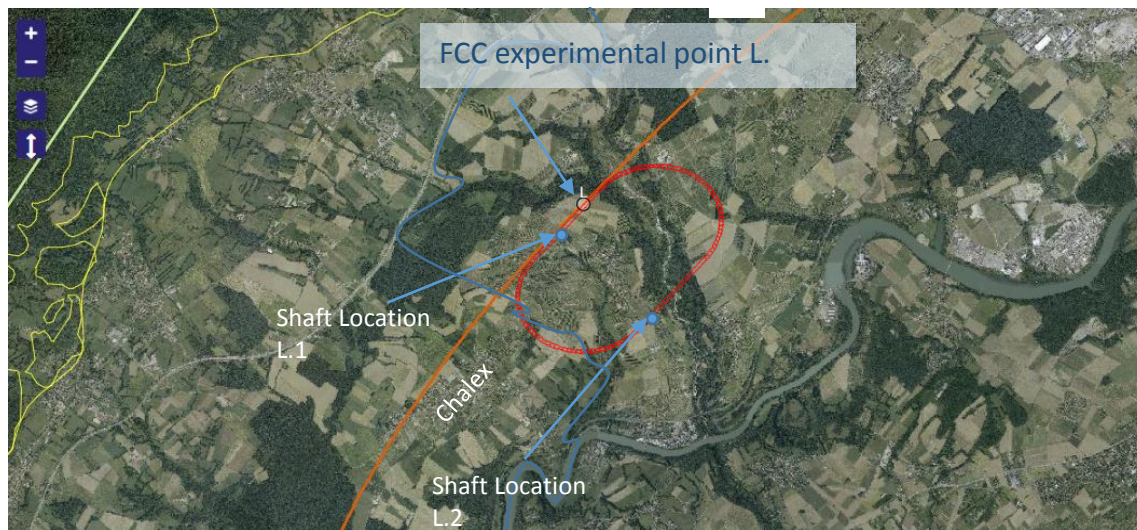 FCC experimental point L.
L
Shaft Location
L.1
Chalex
Shaft Location
L.2